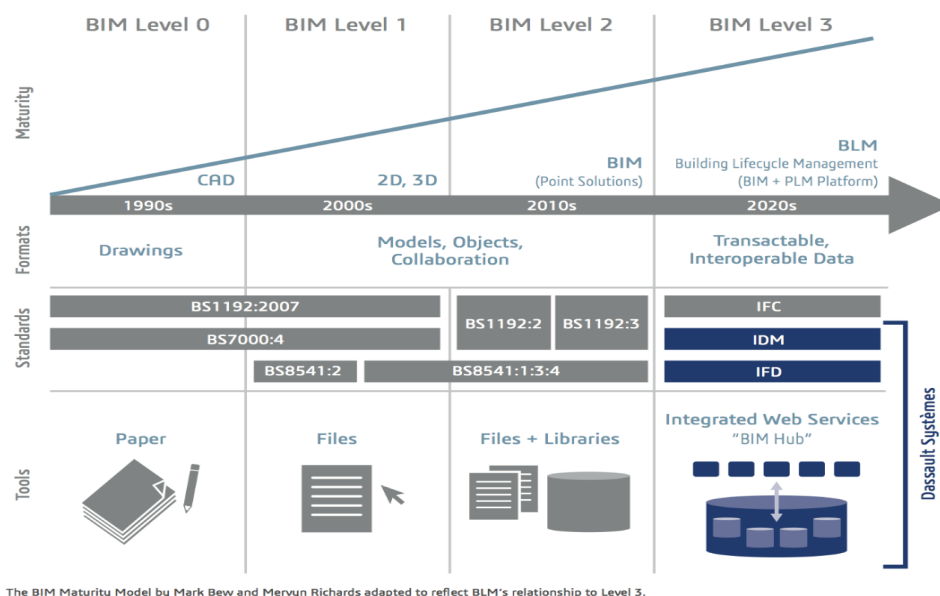 BIM Level 0
BIM Level 1
BIM Level 2
BIM Level 3
Maturity
CAD
2D, 3D
BIM
(Point Solutions)
BLM
Building Lifecycle Management
(BIM + PLM Platform)
1990s
2000s
2010s
2020s
Formats
Drawings
Models, Objects,
Collaboration
Transactable,
Interoperable Data
Standards
BS1192:2007
BS7000:4
BS8541:2
BS8541:1:3:4
BS1192:2
BS1192:3
IFC
IDM
IFD
Tools
Paper
Files
Files + Libraries
Integrated Web Services
“BIM Hub”
Dassault Systèmes
The BIM Maturity Model by Mark Bew and Mervyn Richards adapted to reflect BLM's relationship to Level 3.